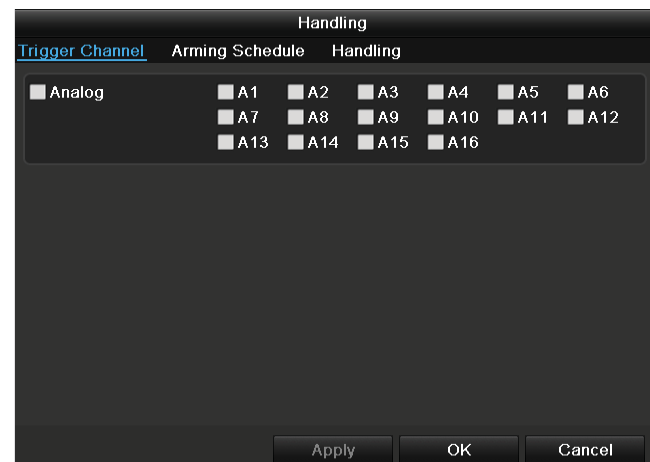 Handling
Trigger Channel Arming Schedule Handling
Analog A1 A2 A3 A4 A5 A6
A7 A8 A9 A10 A11 A12
A13 A14 A15 A16
Apply OK Cancel